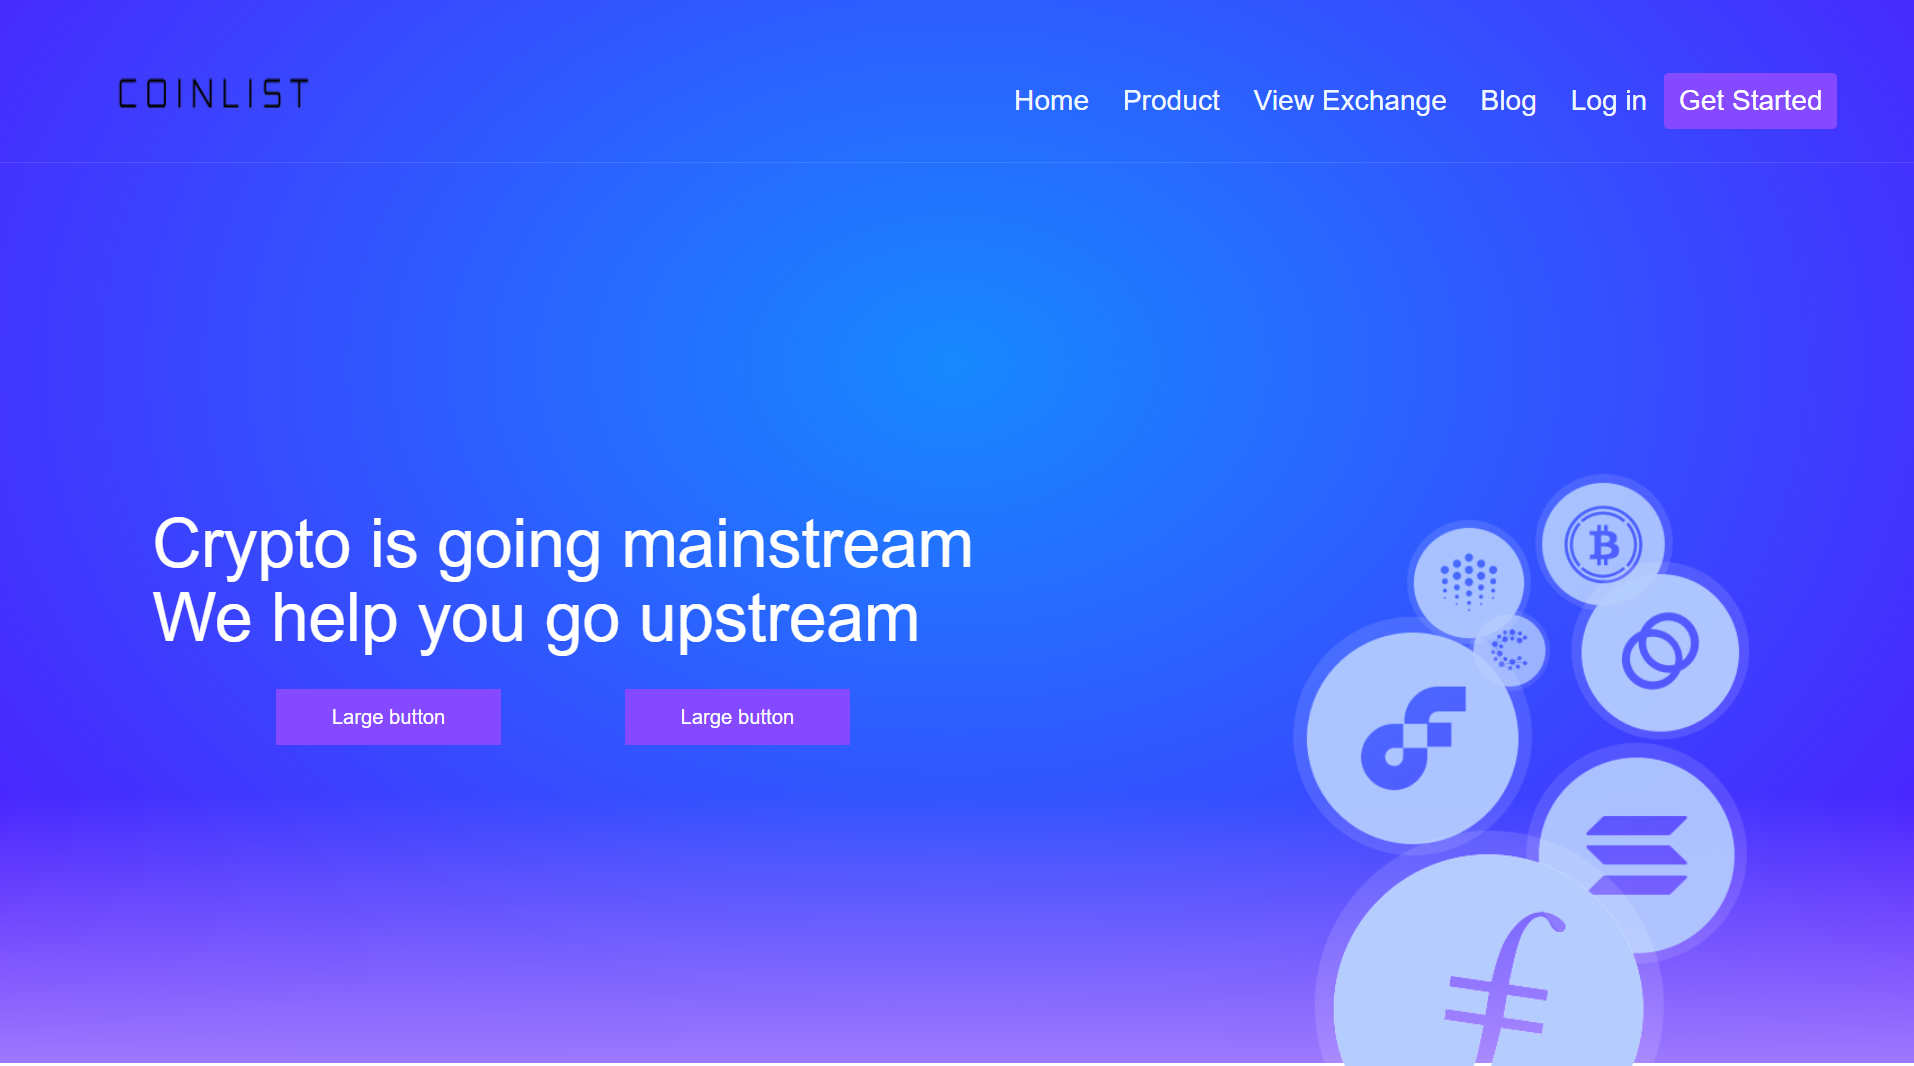 COINLIST
Home Product View Exchange Blog Log in Get Started
Crypto is going mainstream
We help you go upstream
Large button Large button